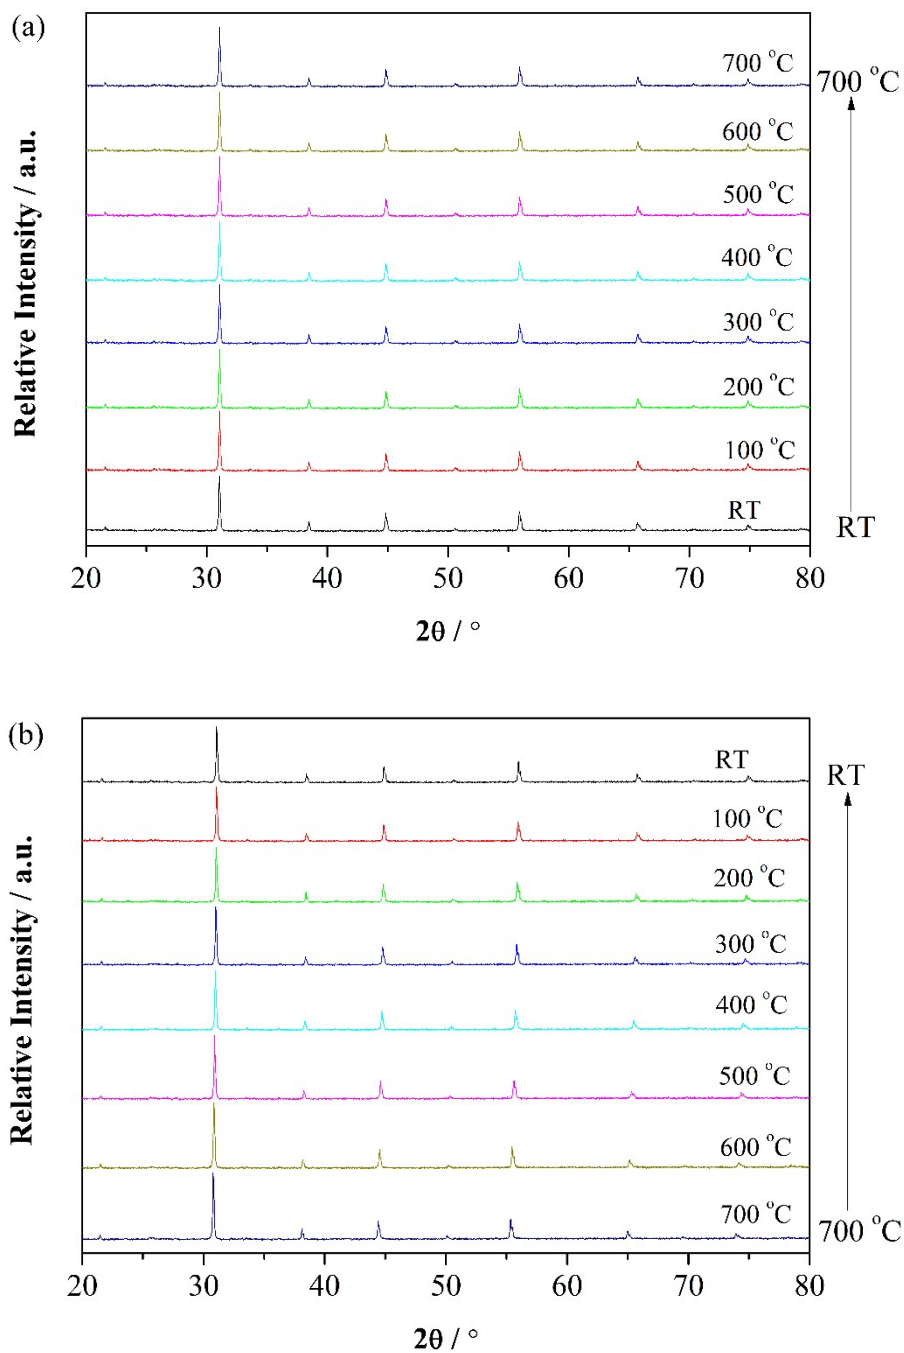 (a)
Relative Intensity / a.u.
700 °C
600 °C
500 °C
400 °C
300 °C
200 °C
100 °C
RT
700 °C
RT
20 30 40 50 60 70 80
2θ / °
(b)
Relative Intensity / a.u.
RT
100 °C
200 °C
300 °C
400 °C
500 °C
600 °C
700 °C
RT
700 °C
20 30 40 50 60 70 80
2θ / °